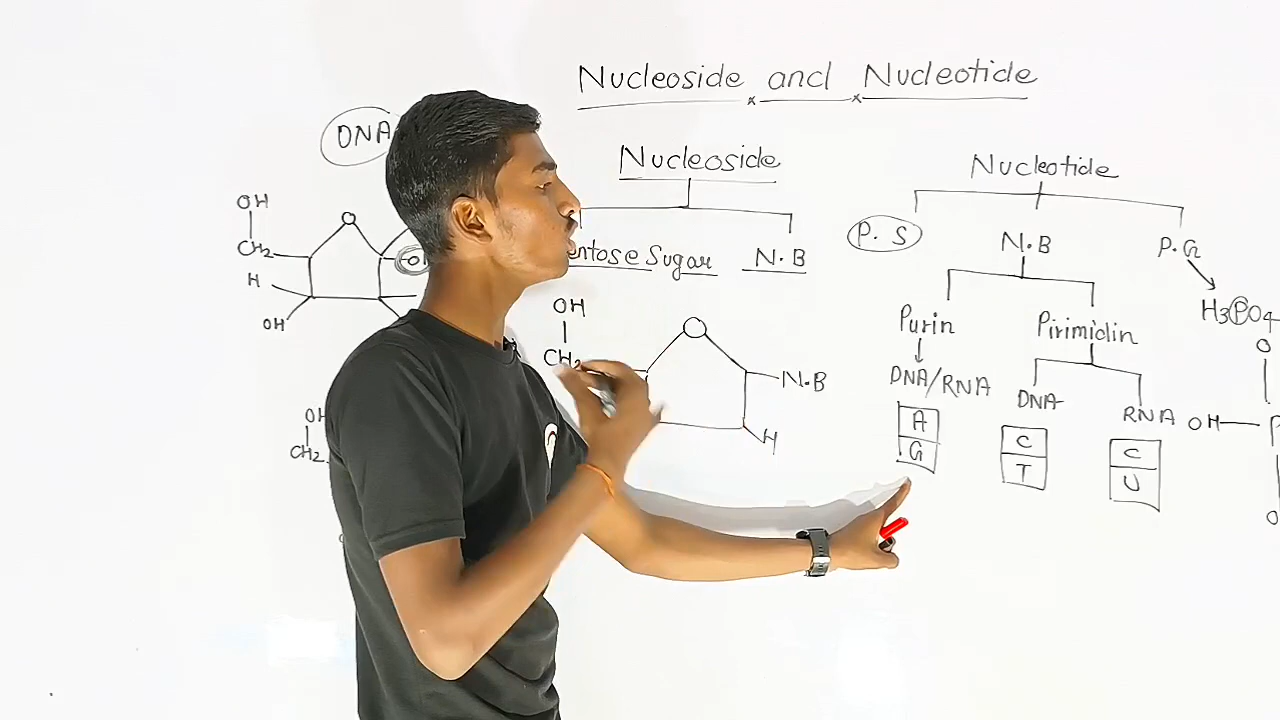 Nucleoside and Nucleotide
DNA
Nucleoside
Sugar
N.B
OH
CH2
H
OH
OH
CH2
OH
CH2
O
N.B
H
Nucleotide
P.S
N.B
P.G
H3PO4
Purin
Pirimidin
DNA/RNA
DNA
RNA
A
G
C
T
C
U
O
OH
P
O